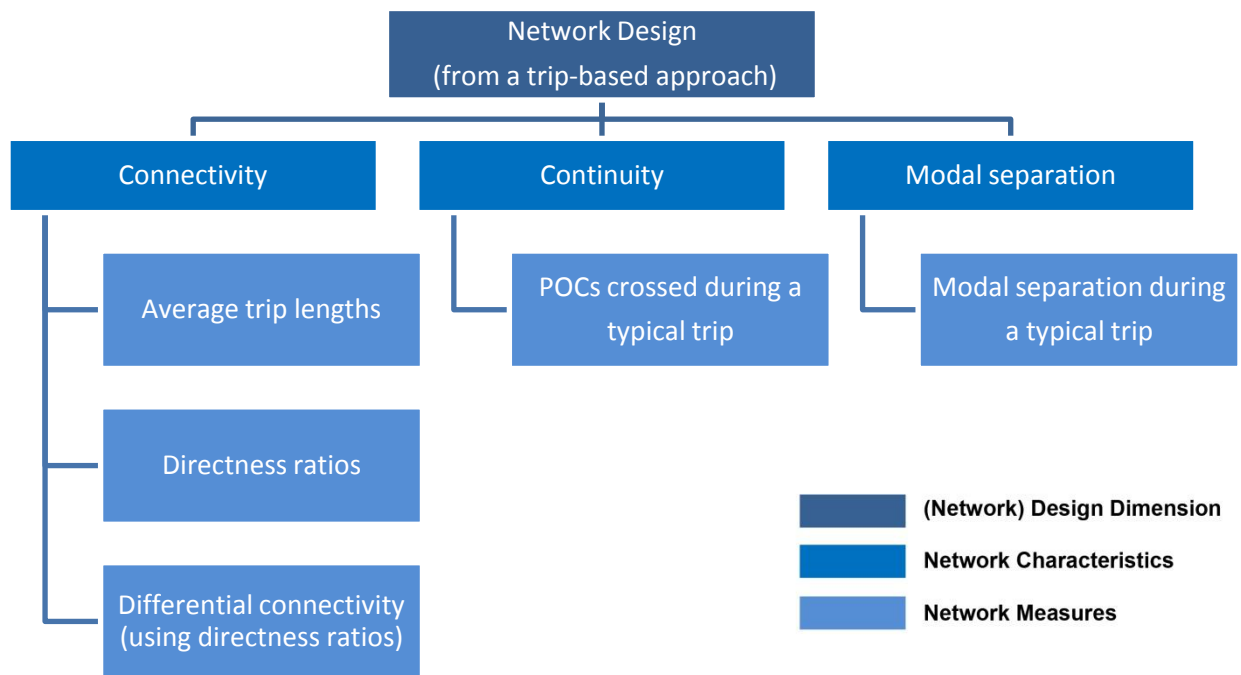 Network Design
(from a trip-based approach)
Connectivity
Continuity
Modal separation
Average trip lengths
POCs crossed during a
typical trip
Modal separation during
a typical trip
Directness ratios
Differential connectivity
(using directness ratios)
(Network) Design Dimension
Network Characteristics
Network Measures